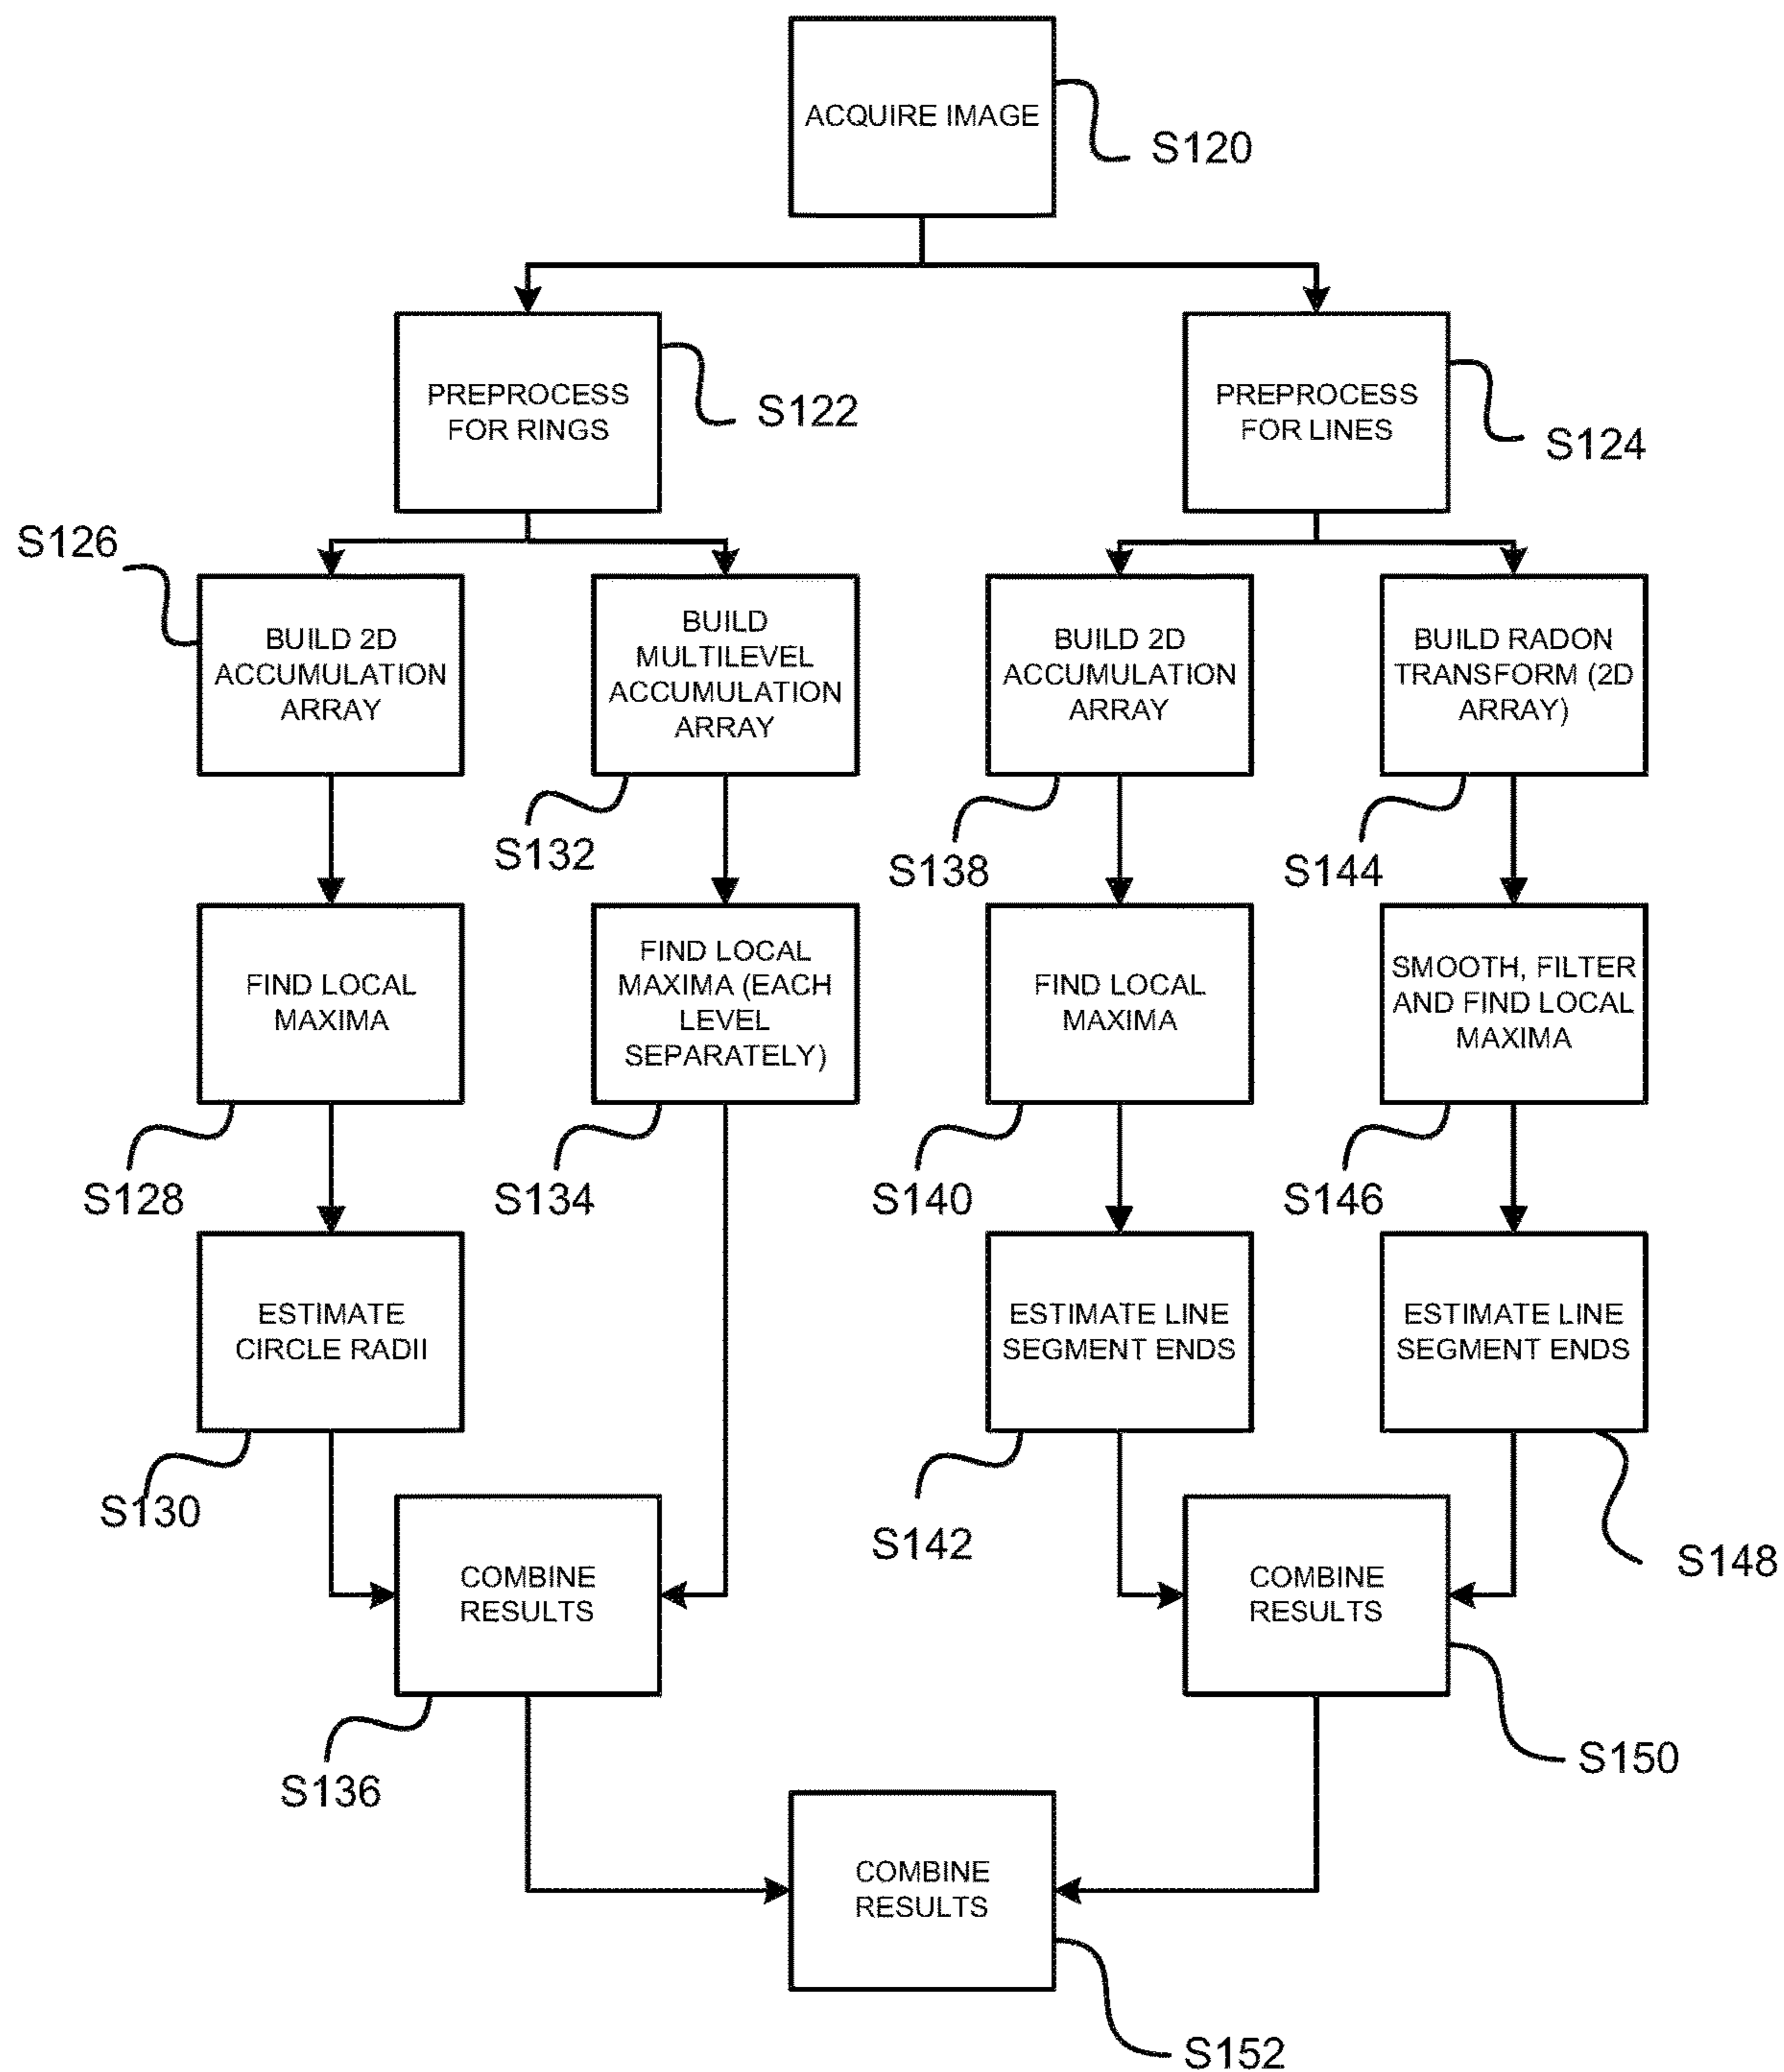 ACQUIRE IMAGE
S120
PREPROCESS
FOR RINGS
S122
PREPROCESS
FOR LINES
S124
S126
BUILD 2D
ACCUMULATION
ARRAY
BUILD
MULTILEVEL
ACCUMULATION
ARRAY
BUILD 2D
ACCUMULATION
ARRAY
BUILD RADON
TRANSFORM (2D
ARRAY)
S132
S138
S144
FIND LOCAL
MAXIMA
FIND LOCAL
MAXIMA (EACH
LEVEL
SEPARATELY)
FIND LOCAL
MAXIMA
SMOOTH, FILTER
AND FIND LOCAL
MAXIMA
S128
S134
S140
S146
ESTIMATE
CIRCLE RADII
ESTIMATE LINE
SEGMENT ENDS
ESTIMATE LINE
SEGMENT ENDS
S130
S142
S148
COMBINE
RESULTS
COMBINE
RESULTS
S136
S150
COMBINE
RESULTS
S152